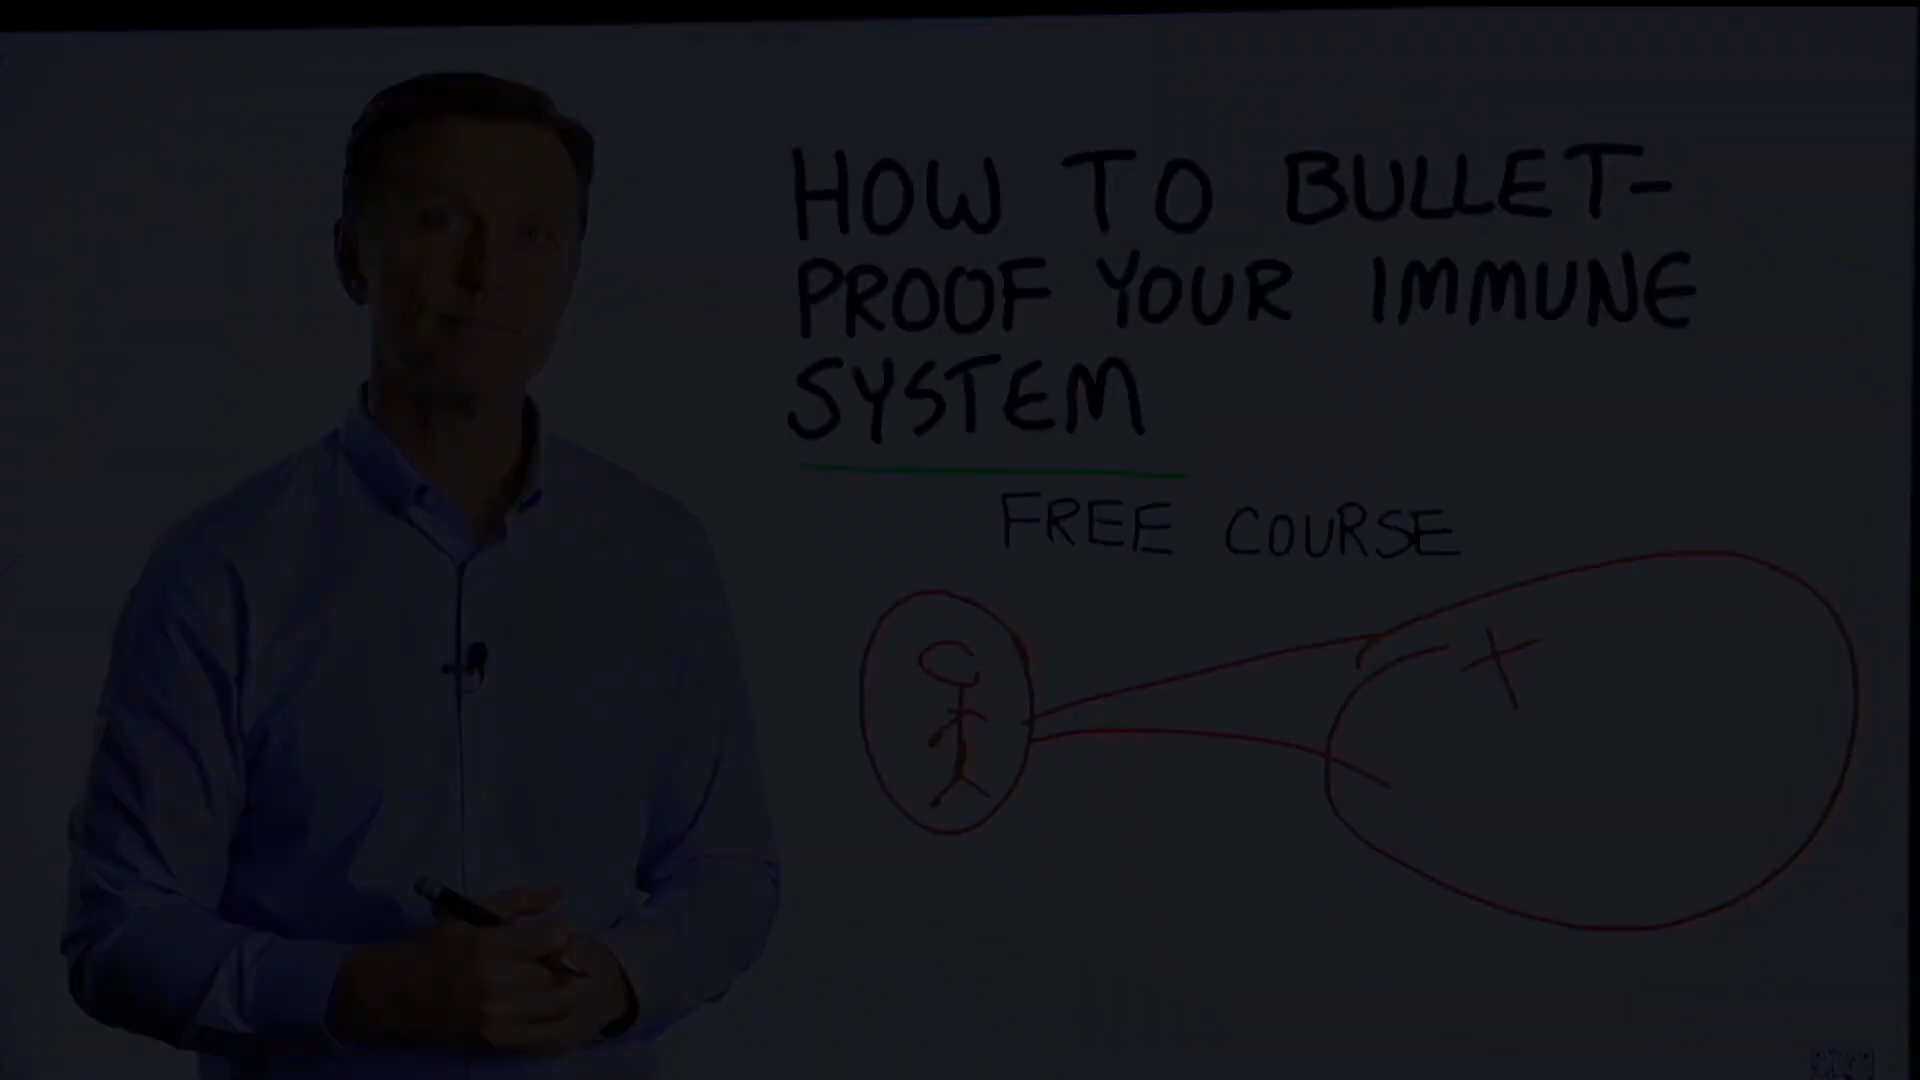 HOW TO BULLET-
PROOF YOUR IMMUNE
SYSTEM
FREE COURSE